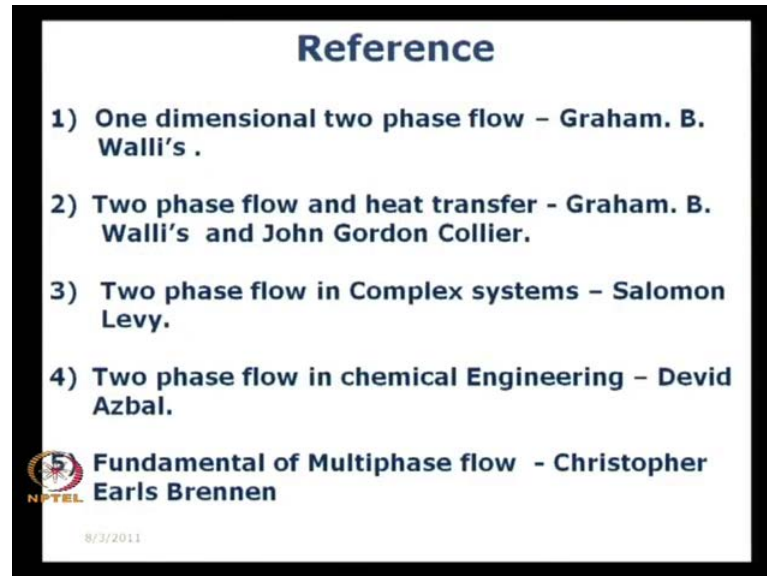 Reference
1) One dimensional two phase flow – Graham. B.
Walli's .
2) Two phase flow and heat transfer - Graham. B.
Walli's and John Gordon Collier.
3) Two phase flow in Complex systems – Salomon
Levy.
4) Two phase flow in chemical Engineering – Devid
Azbal.
5) Fundamental of Multiphase flow - Christopher
NPTEL Earls Brennen
8/3/2011